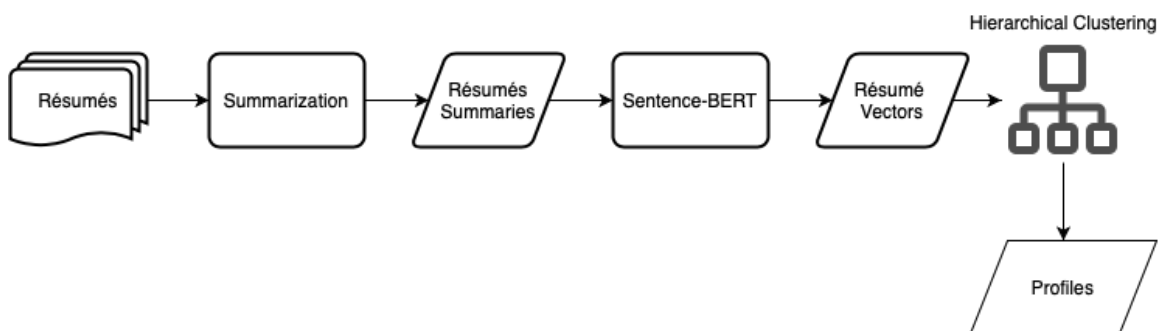 Hierarchical Clustering
Résumés
Summarization
Résumés
Summaries
Sentence-BERT
Résumé
Vectors
Profiles